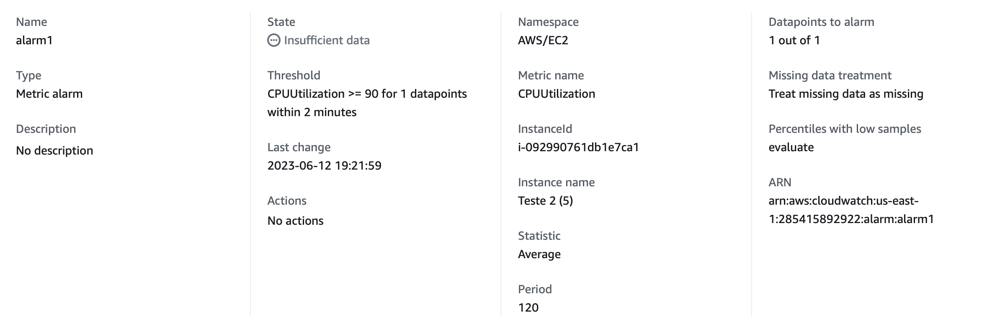 Name
alarm1
Type
Metric alarm
Description
No description
State
Insufficient data
Threshold
CPUUtilization >= 90 for 1 datapoints
within 2 minutes
Last change
2023-06-12 19:21:59
Actions
No actions
Namespace
AWS/EC2
Metric name
CPUUtilization
InstanceId
i-092990761db1e7ca1
Instance name
Teste 2 (5)
Statistic
Average
Period
120
Datapoints to alarm
1 out of 1
Missing data treatment
Treat missing data as missing
Percentiles with low samples
evaluate
ARN
arn:aws:cloudwatch:us-east-
1:285415892922:alarm:alarm1